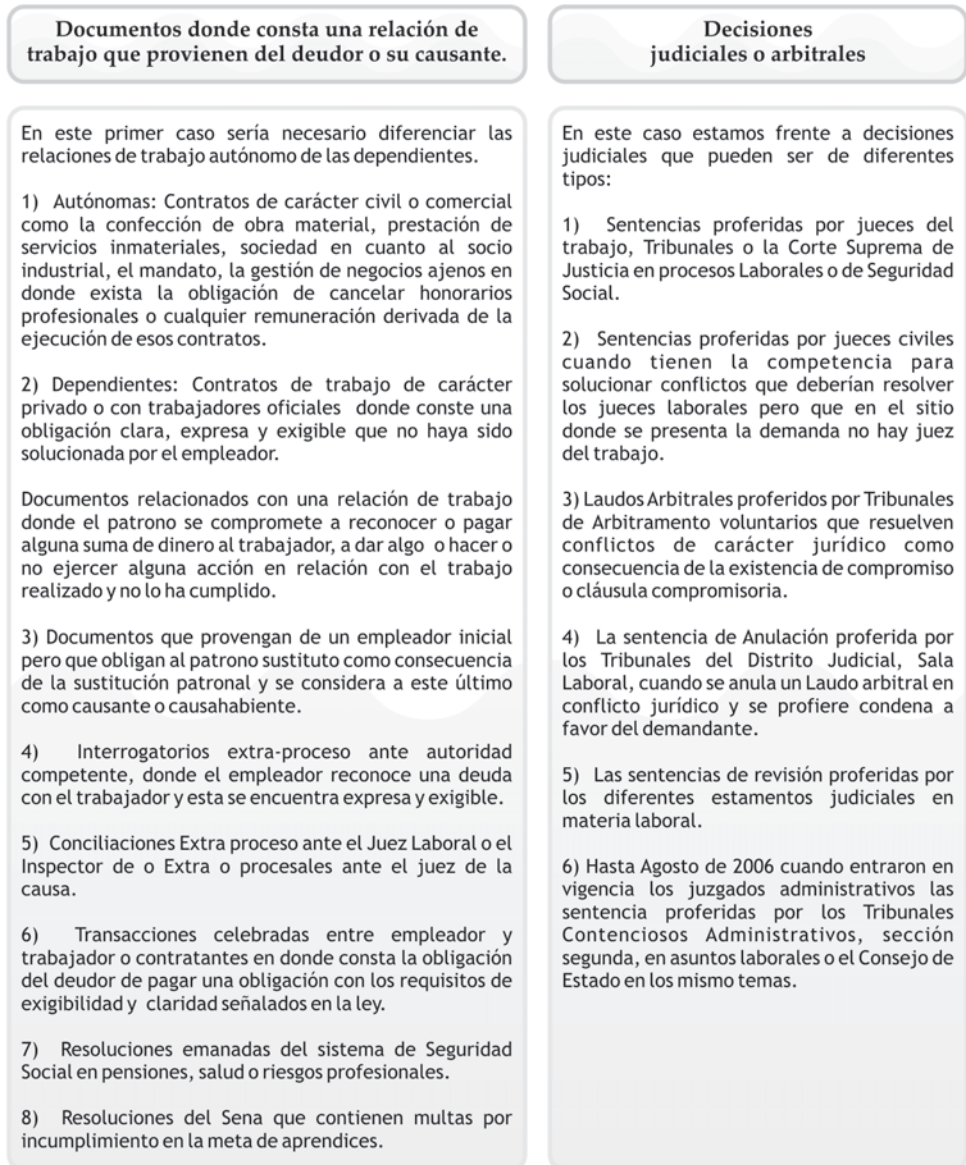 Documentos donde consta una relación de
trabajo que provienen del deudor o su causante.
En este primer caso sería necesario diferenciar las
relaciones de trabajo autónomo de las dependientes.
1) Autónomas: Contratos de carácter civil o comercial
como la confección de obra material, prestación de
servicios inmateriales, sociedad en cuanto al socio
industrial, el mandato, la gestión de negocios ajenos en
donde exista la obligación de cancelar honorarios
profesionales o cualquier remuneración derivada de la
ejecución de esos contratos.
2) Dependientes: Contratos de trabajo de carácter
privado o con trabajadores oficiales donde conste una
obligación clara, expresa y exigible que no haya sido
solucionada por el empleador.
Documentos relacionados con una relación de trabajo
donde el patrono se compromete a reconocer o pagar
alguna suma de dinero al trabajador, a dar algo o hacer o
no ejercer alguna acción en relación con el trabajo
realizado y no lo ha cumplido.
3) Documentos que provengan de un empleador inicial
pero que obligan al patrono sustituto como consecuencia
de la sustitución patronal y se considera a este último
como causante o causahabiente.
4) Interrogatorios extra-proceso ante autoridad
competente, donde el empleador reconoce una deuda
con el trabajador y esta se encuentra expresa y exigible.
5) Conciliaciones Extra proceso ante el Juez Laboral o el
Inspector de o Extra o procesales ante el juez de la
causa.
6) Transacciones celebradas entre empleador y
trabajador o contratantes en donde consta la obligación
del deudor de pagar una obligación con los requisitos de
exigibilidad y claridad señalados en la ley.
7) Resoluciones emanadas del sistema de Seguridad
Social en pensiones, salud o riesgos profesionales.
8) Resoluciones del Sena que contienen multas por
incumplimiento en la meta de aprendices.
Decisiones
judiciales o arbitrales
En este caso estamos frente a decisiones
judiciales que pueden ser de diferentes
tipos:
1) Sentencias proferidas por jueces del
trabajo, Tribunales o la Corte Suprema de
Justicia en procesos Laborales o de Seguridad
Social.
2) Sentencias proferidas por jueces civiles
cuando tienen la competencia para
solucionar conflictos que deberían resolver
los jueces laborales pero que en el sitio
donde se presenta la demanda no hay juez
del trabajo.
3) Laudos Arbitrales proferidos por Tribunales
de Arbitramento voluntarios que resuelven
conflictos de carácter jurídico como
consecuencia de la existencia de compromiso
o cláusula compromisoria.
4) La sentencia de Anulación proferida por
los Tribunales del Distrito Judicial, Sala
Laboral, cuando se anula un Laudo arbitral en
conflicto jurídico y se profiere condena a
favor del demandante.
5) Las sentencias de revisión proferidas por
los diferentes estamentos judiciales en
materia laboral.
6) Hasta Agosto de 2006 cuando entraron en
vigencia los juzgados administrativos las
sentencia proferidas por los Tribunales
Contenciosos Administrativos, sección
segunda, en asuntos laborales o el Consejo de
Estado en los mismo temas.